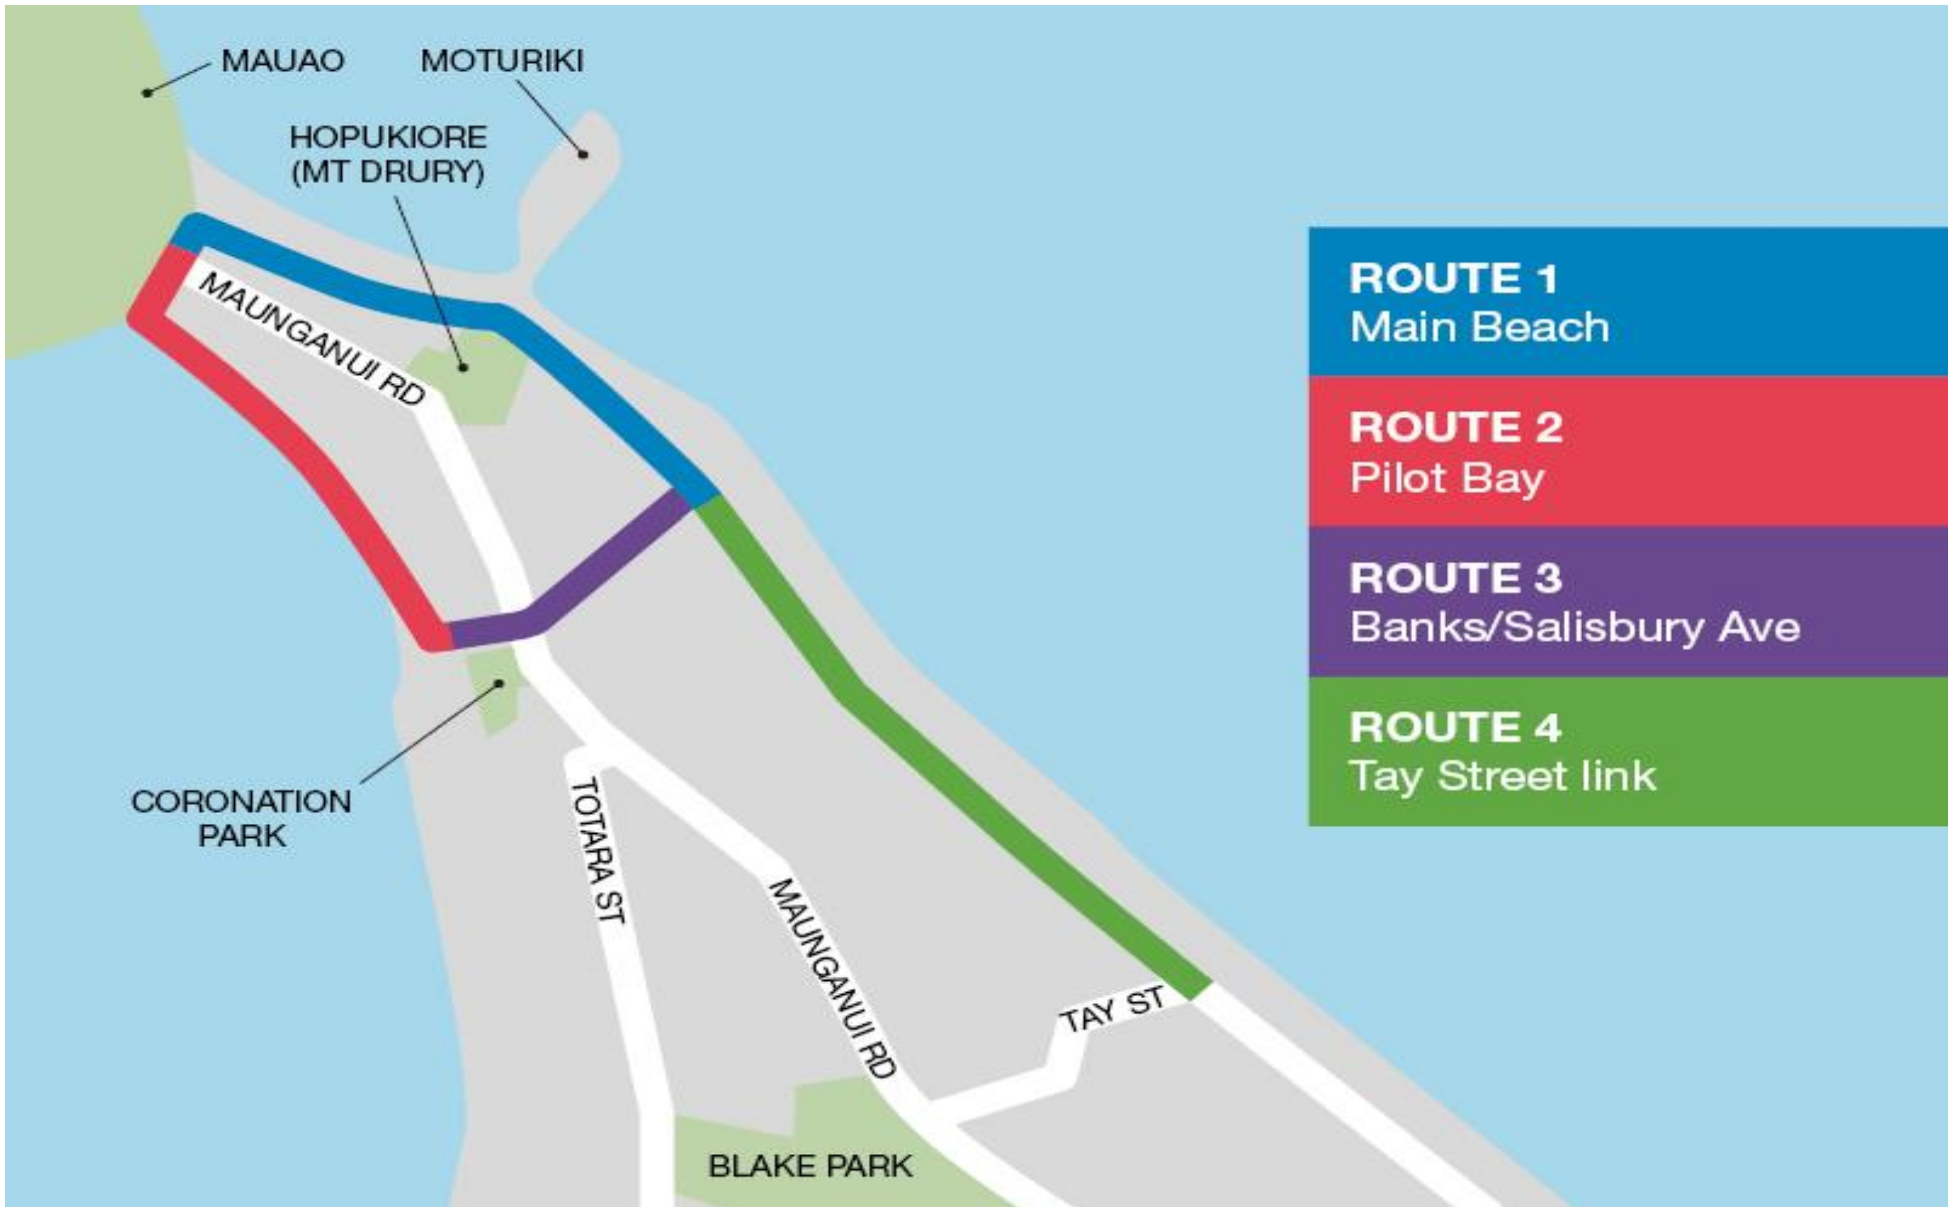 MAUAO
MOTURIKI
HOPUKIORE
(MT DRURY)
MAUNGANUI RD
ROUTE 1
Main Beach
ROUTE 2
Pilot Bay
ROUTE 3
Banks/Salisbury Ave
ROUTE 4
Tay Street link
CORONATION
PARK
TOTARA ST
MAUNGANUI RD
TAY ST
BLAKE PARK